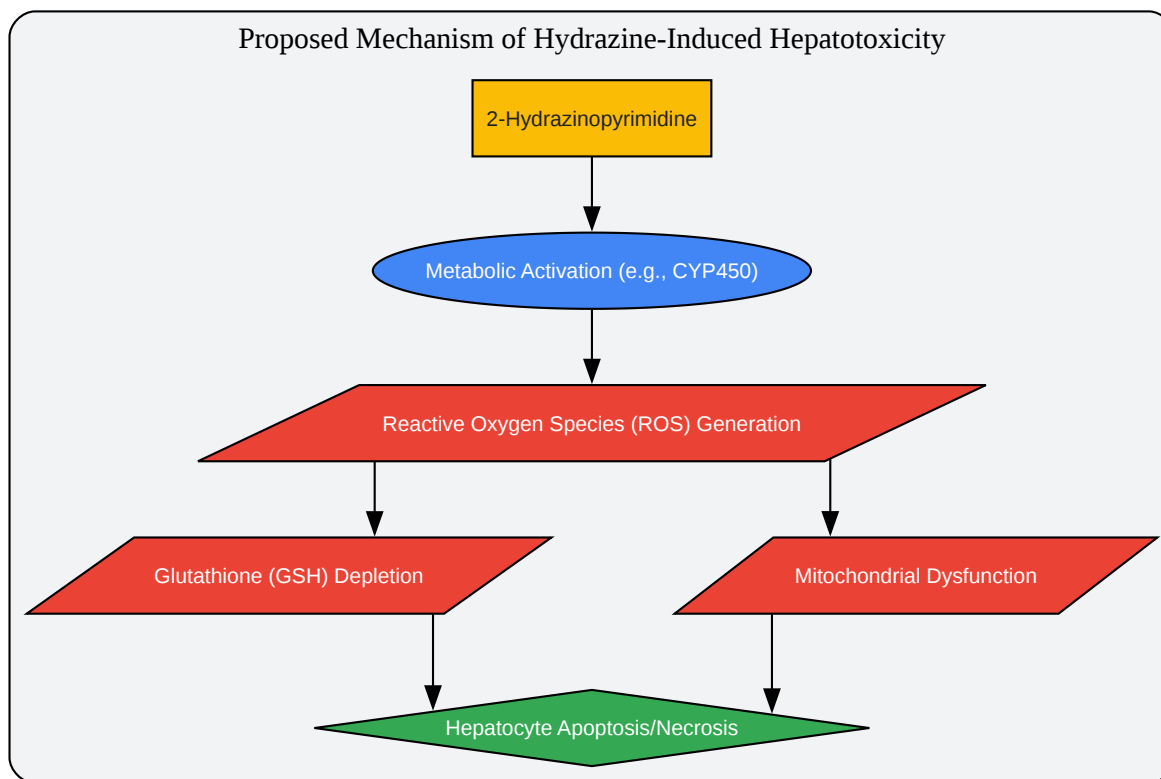 Proposed Mechanism of Hydrazine-Induced Hepatotoxicity
2-Hydrazinopyrimidine
Metabolic Activation (e.g., CYP450)
Reactive Oxygen Species (ROS) Generation
Glutathione (GSH) Depletion
Mitochondrial Dysfunction
Hepatocyte Apoptosis/Necrosis